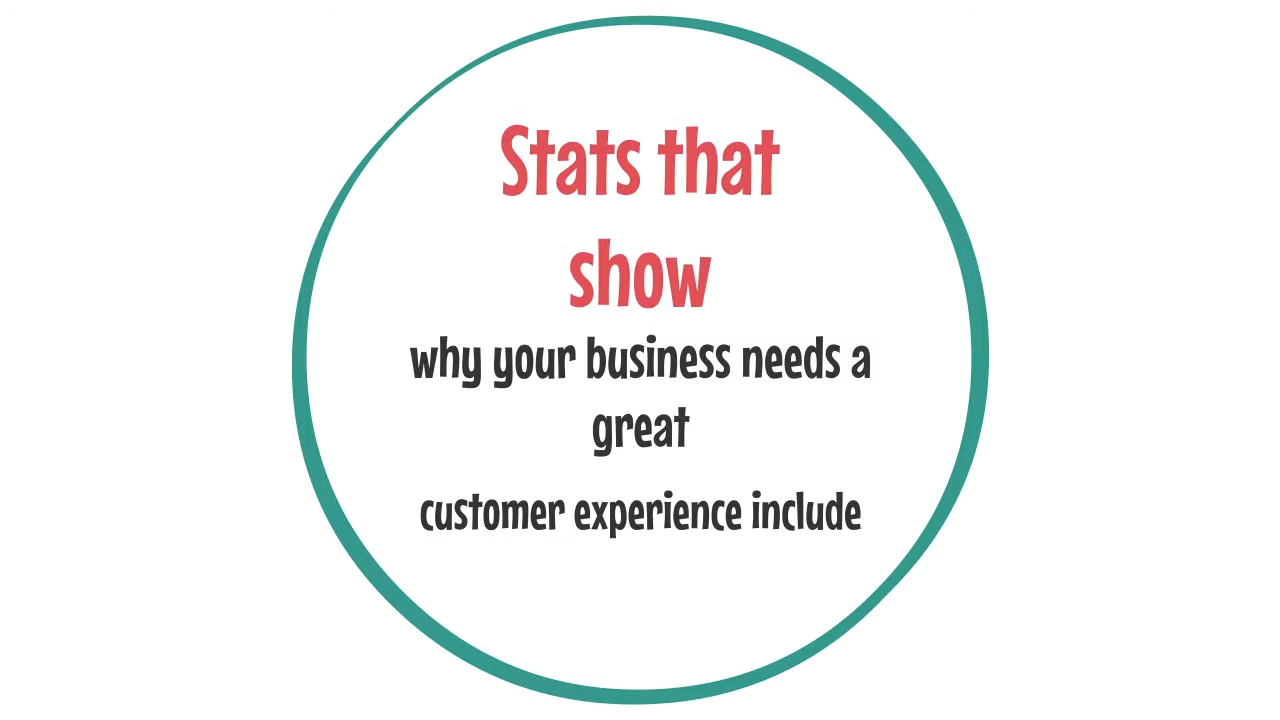 Stats that
show
why your business needs a
great
customer experience include